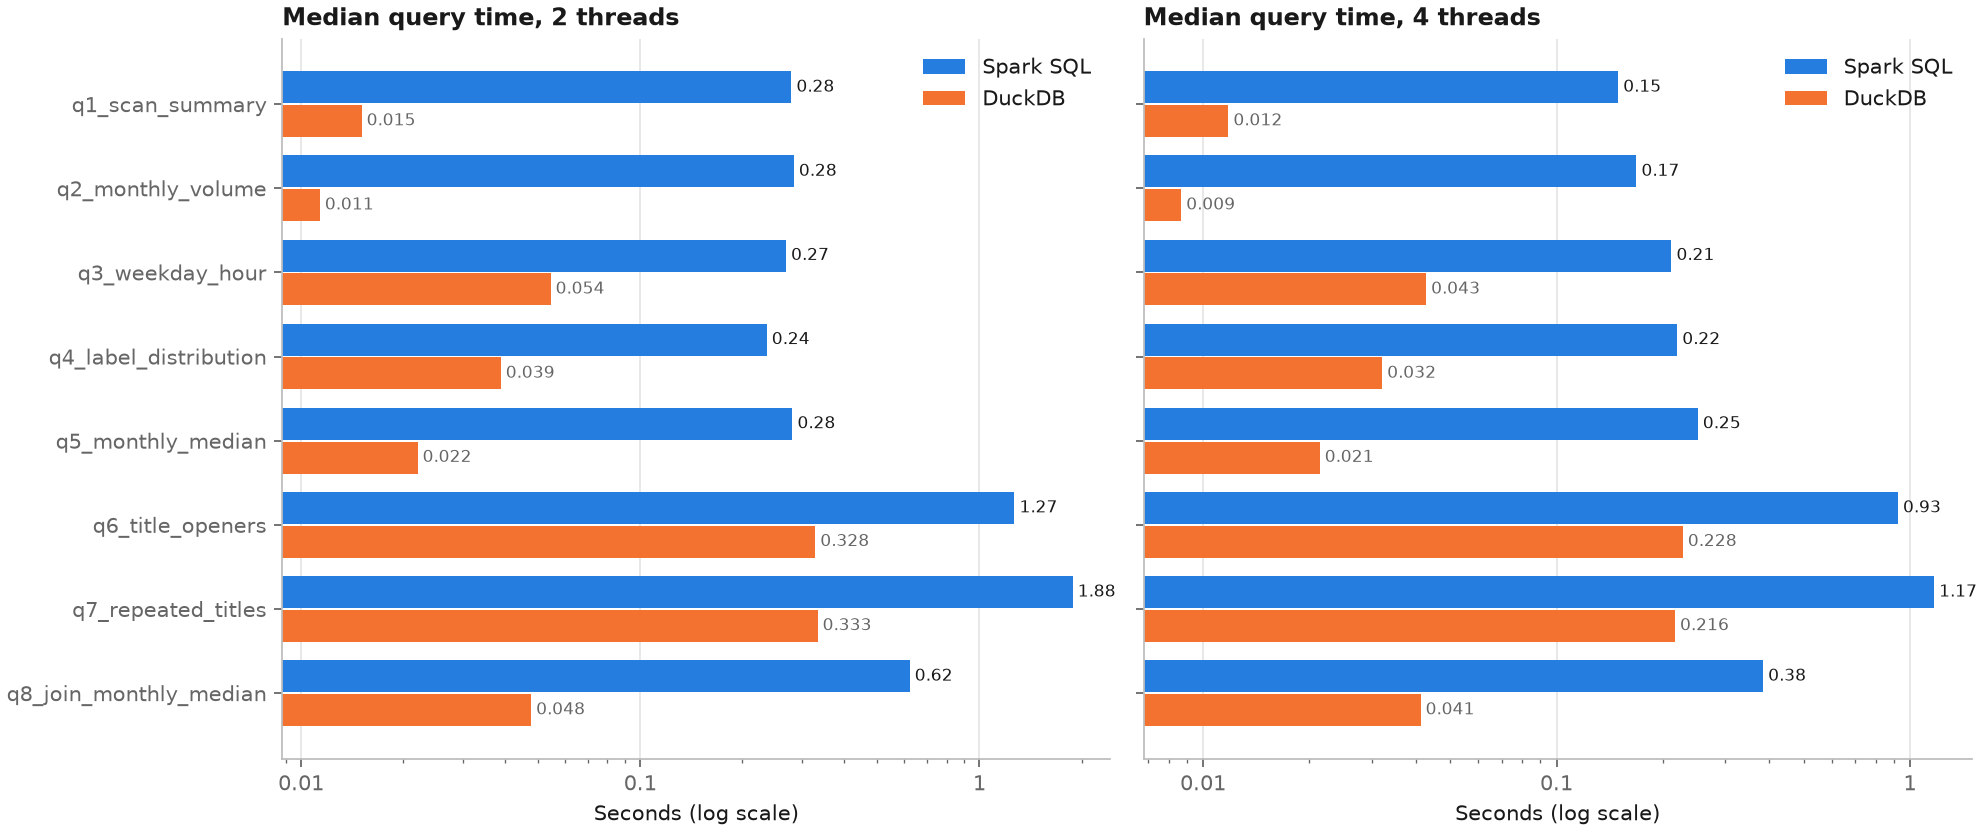 Median query time, 2 threads
Spark SQL
DuckDB
q1_scan_summary
0.28
0.015
q2_monthly_volume
0.28
0.011
q3_weekday_hour
0.27
0.054
q4_label_distribution
0.24
0.039
q5_monthly_median
0.28
0.022
q6_title_openers
1.27
0.328
q7_repeated_titles
1.88
0.333
q8_join_monthly_median
0.62
0.048
0.01 0.1 1
Seconds (log scale)
Median query time, 4 threads
Spark SQL
DuckDB
0.15
0.012
0.17
0.009
0.21
0.043
0.22
0.032
0.25
0.021
0.93
0.228
1.17
0.216
0.38
0.041
0.01 0.1 1
Seconds (log scale)